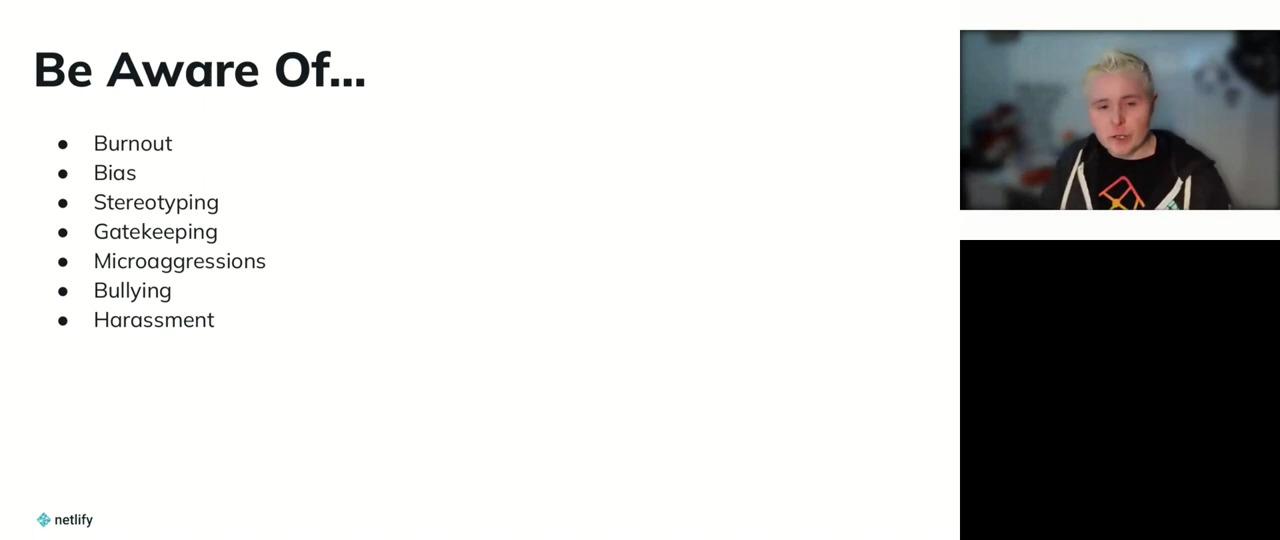 Be Aware Of...
● Burnout
● Bias
● Stereotyping
● Gatekeeping
● Microaggressions
● Bullying
● Harassment
netlify